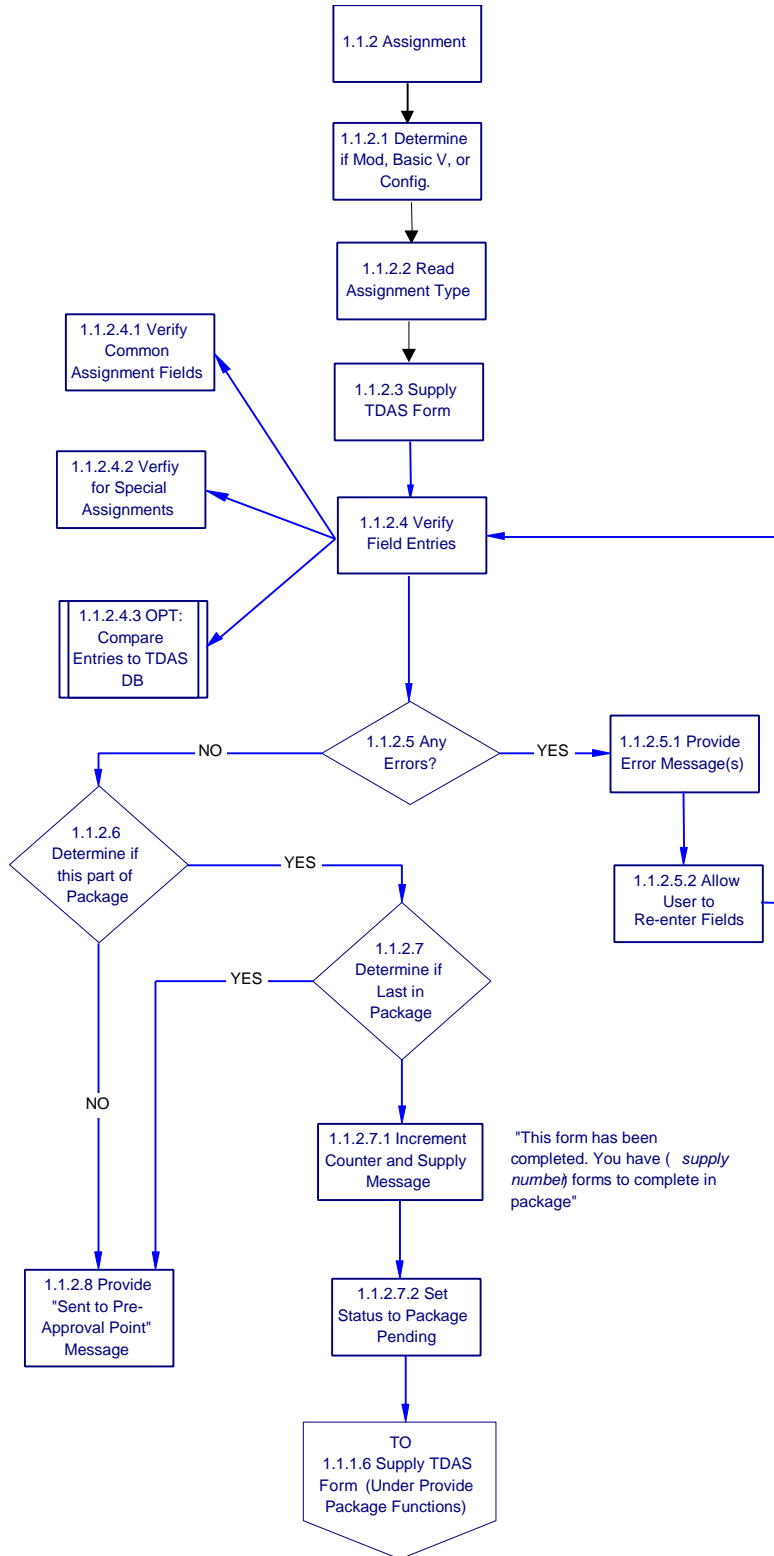 1.1.2 Assignment
1.1.2.1 Determine
if Mod, Basic V, or
Config.
1.1.2.2 Read
Assignment Type
1.1.2.4.1 Verify
Common
Assignment Fields
1.1.2.3 Supply
TDAS Form
1.1.2.4.2 Verfiy
for Special
Assignments
1.1.2.4 Verify
Field Entries
1.1.2.4.3 OPT:
Compare
Entries to TDAS
DB
1.1.2.5 Any
Errors?
NO
YES
1.1.2.5.1 Provide
Error Message(s)
1.1.2.6
Determine if
this part of
Package
YES
1.1.2.5.2 Allow
User to
Re-enter Fields
1.1.2.7
Determine if
Last in
Package
YES
NO
1.1.2.7.1 Increment
Counter and Supply
Message
"This form has been
completed. You have ( supply
number) forms to complete in
package"
1.1.2.8 Provide
"Sent to Pre-
Approval Point"
Message
1.1.2.7.2 Set
Status to Package
Pending
TO
1.1.1.6 Supply TDAS
Form (Under Provide
Package Functions)